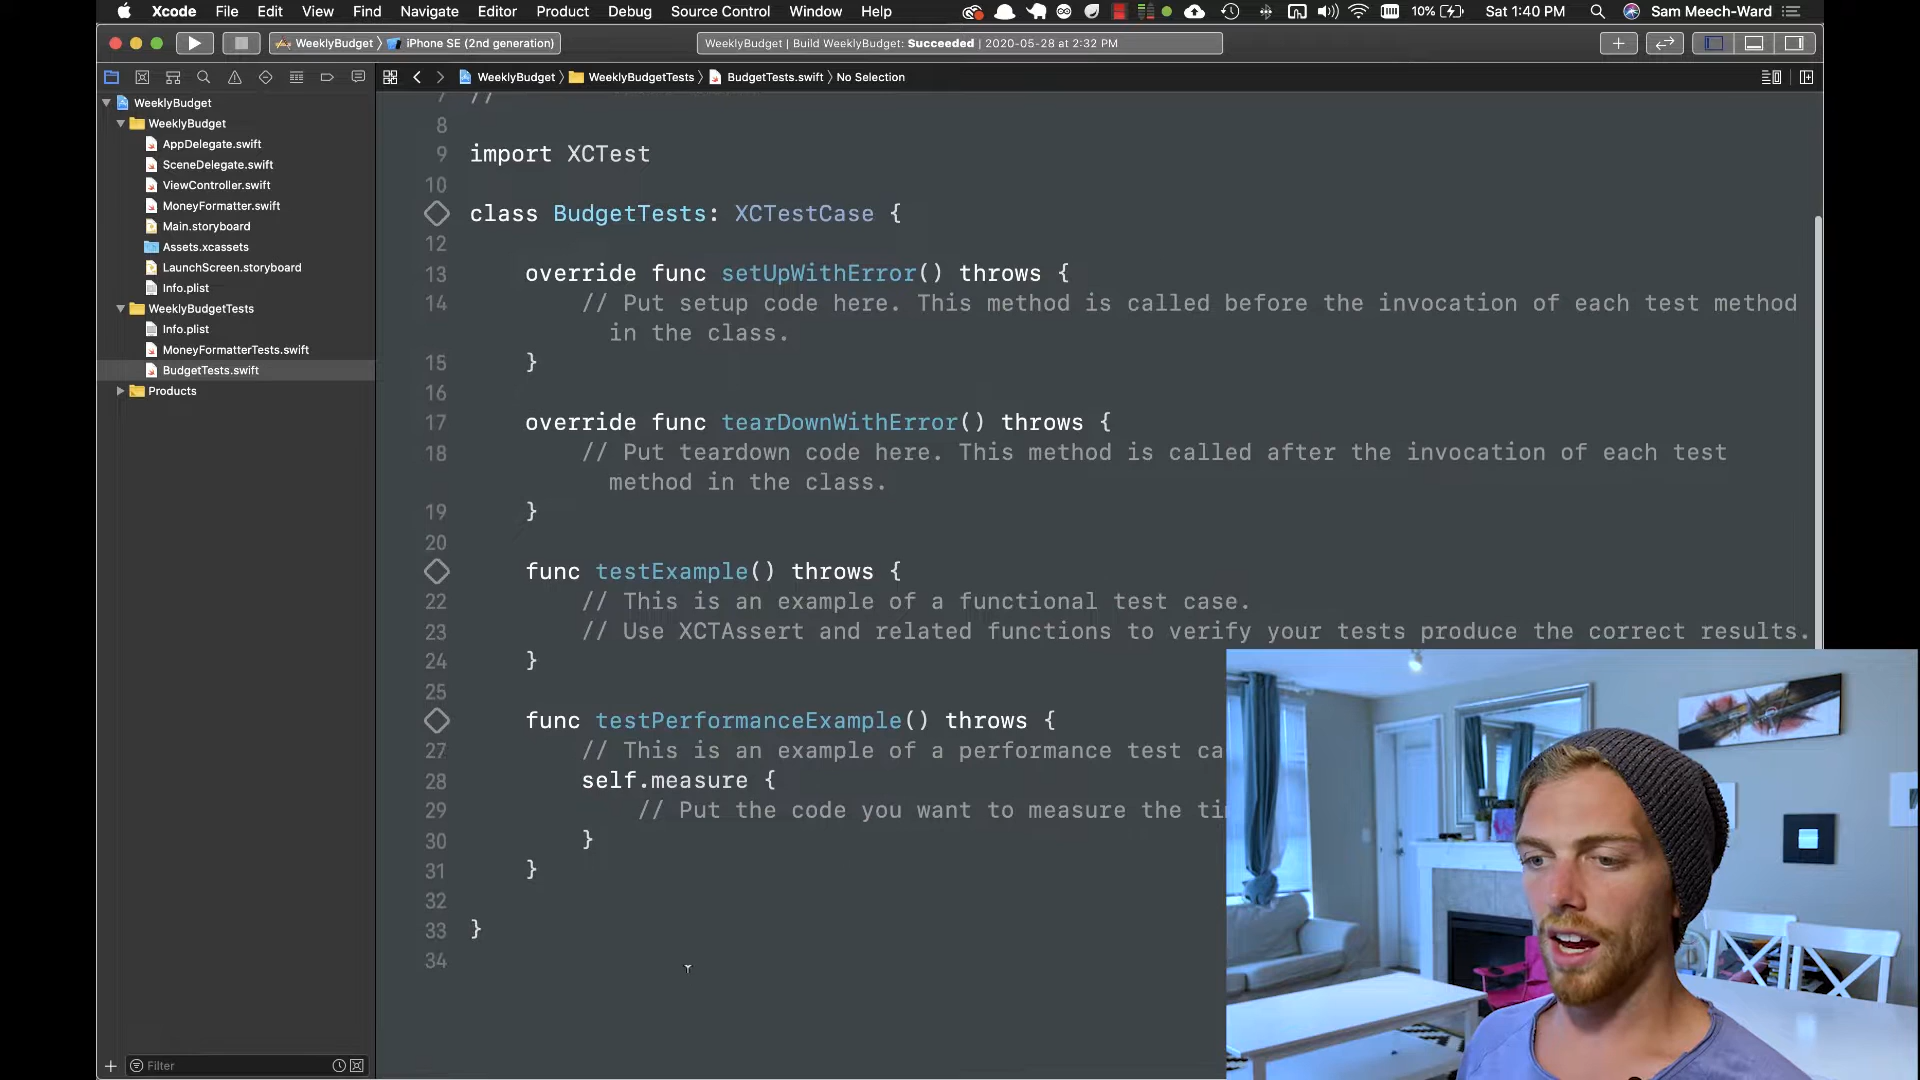 Xcode File Edit View Find Navigate Editor Product Debug Source Control Window Help 10% Sat 1:40 PM Sam Meech-Ward
WeeklyBudget iPhone SE (2nd generation) WeeklyBudget | Build WeeklyBudget: Succeeded | 2020-05-28 at 2:32 PM
WeeklyBudget WeeklyBudgetTests BudgetTests.swift No Selection
WeeklyBudget
WeeklyBudget
AppDelegate.swift
SceneDelegate.swift
ViewController.swift
MoneyFormatter.swift
Main.storyboard
Assets.xcassets
LaunchScreen.storyboard
Info.plist
WeeklyBudgetTests
Info.plist
MoneyFormatterTests.swift
BudgetTests.swift
Products
Filter
7 //
8
9 import XCTest
10
class BudgetTests: XCTestCase {
12
13 override func setUpWithError() throws {
14 // Put setup code here. This method is called before the invocation of each test method
in the class.
15 }
16
17 override func tearDownWithError() throws {
18 // Put teardown code here. This method is called after the invocation of each test
method in the class.
19 }
20
func testExample() throws {
22 // This is an example of a functional test case.
23 // Use XCTAssert and related functions to verify your tests produce the correct results.
24 }
25
func testPerformanceExample() throws {
27 // This is an example of a performance test ca
28 self.measure {
29 // Put the code you want to measure the ti
30 }
31 }
32
33 }
34